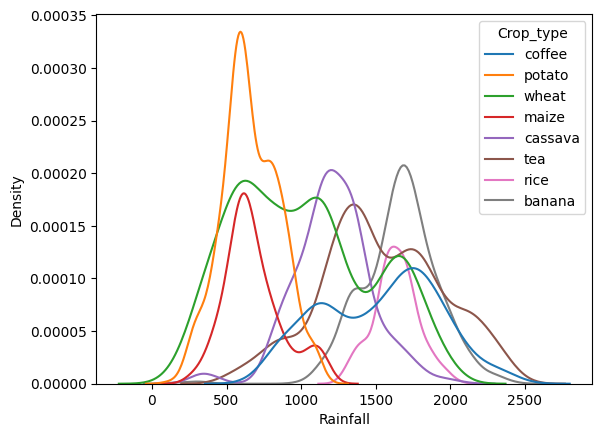 0.00035
0.00030
0.00025
0.00020
0.00015
0.00010
0.00005
0.00000
Density
0
500
1000
1500
2000
2500
Rainfall
Crop_type
coffee
potato
wheat
maize
cassava
tea
rice
banana